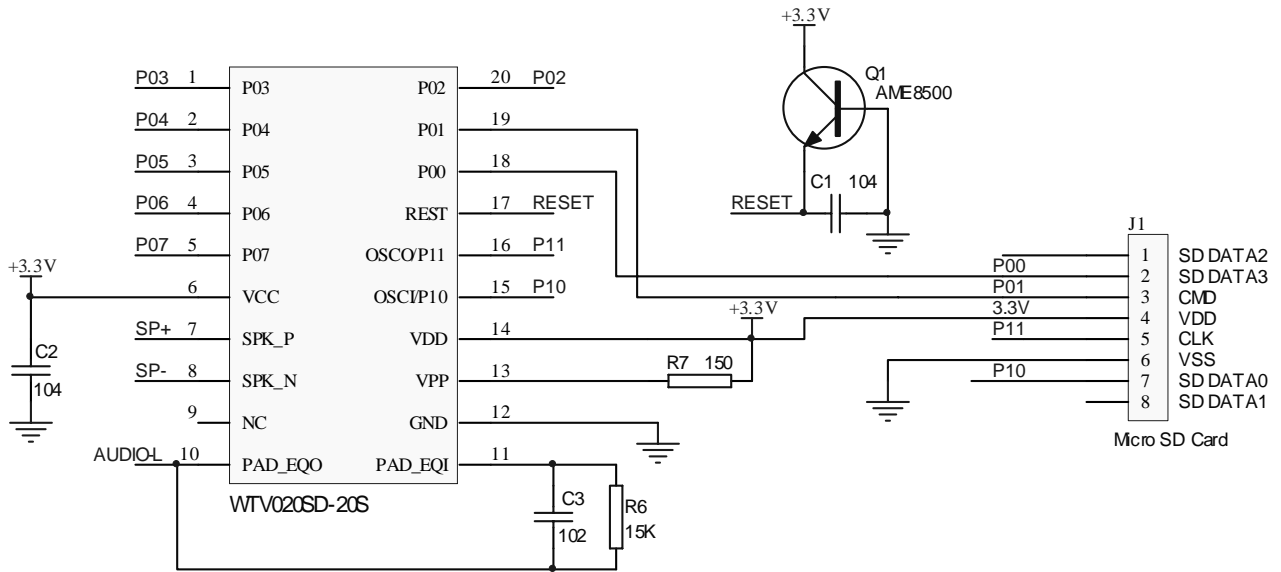 +3.3V
Q1
AME8500
C1 104
RESET
P03 1 P03 P02 20 P02
P04 2 P04 P01 19
P05 3 P05 P00 18
P06 4 P06 REST 17 RESET
P07 5 P07 OSCO/P11 16 P11
+3.3V
6 VCC OSCI/P10 15 P10
SP+ 7 SPK_P VDD 14
SP- 8 SPK_N VPP 13
9 NC GND 12
AUDIO-L 10 PAD_EQO PAD_EQI 11
WTV020SD-20S
C2
104
+3.3V
R7 150
C3
102
R6
15K
J1
1 SD DATA2
P00 2 SD DATA3
P01 3 CMD
3.3V 4 VDD
P11 5 CLK
6 VSS
P10 7 SD DATA0
8 SD DATA1
Micro SD Card